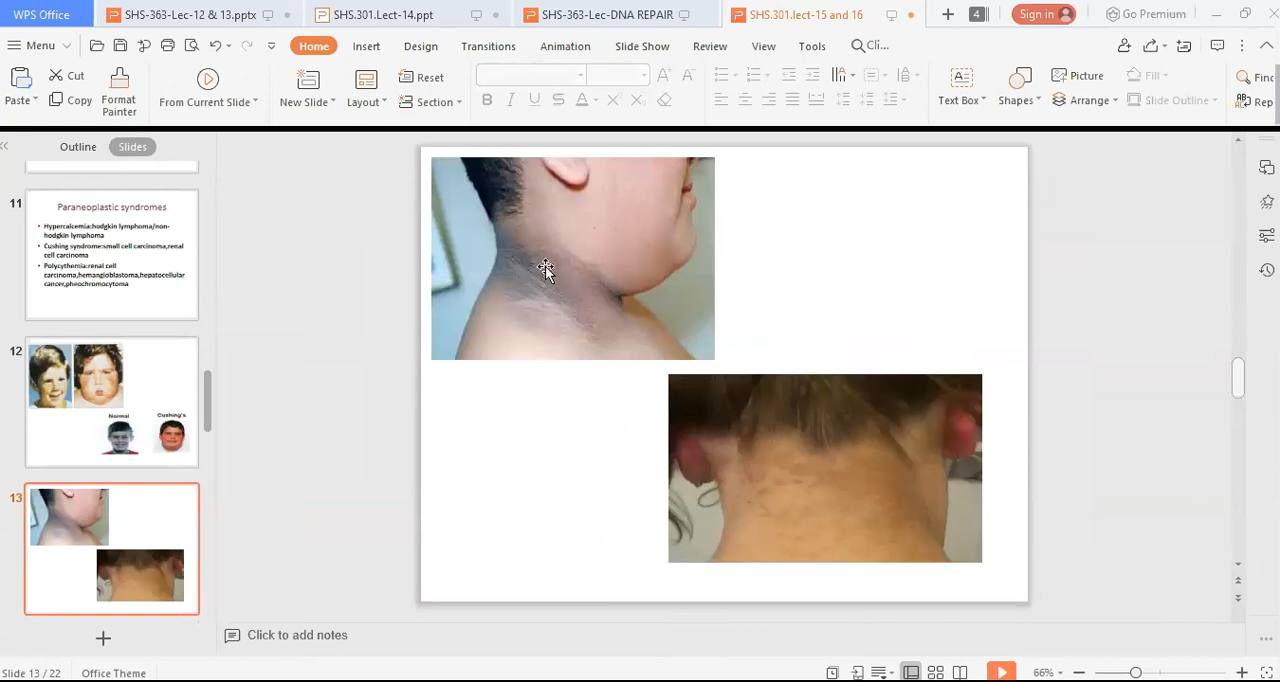 WPS Office
SHS-363-Lec-12 & 13.pptx
SHS.301.Lect-14.ppt
SHS-363-Lec-DNA REPAIR
SHS.301.lect-15 and 16
4
Sign in
Go Premium
Menu
Home
Insert
Design
Transitions
Animation
Slide Show
Review
View
Tools
Cli...
Paste
Cut
Copy
Format
Painter
From Current Slide
New Slide
Layout
Reset
Section
B I U S A
Text Box
Shapes
Picture
Arrange
Fill
Slide Outline
Finc
Rep
Outline
Slides
11
Paraneoplastic syndromes
• Hypercalcemia:hodgkin lymphoma/non-
hodgkin lymphoma
• Cushing syndrome:small cell carcinoma,renal
cell carcinoma
• Polycythemia:renal cell
carcinoma,hemangioblastoma,hepatocellular
cancer,pheochromocytoma
12
Normal
Cushing's
13
Click to add notes
Slide 13 / 22
Office Theme
66%